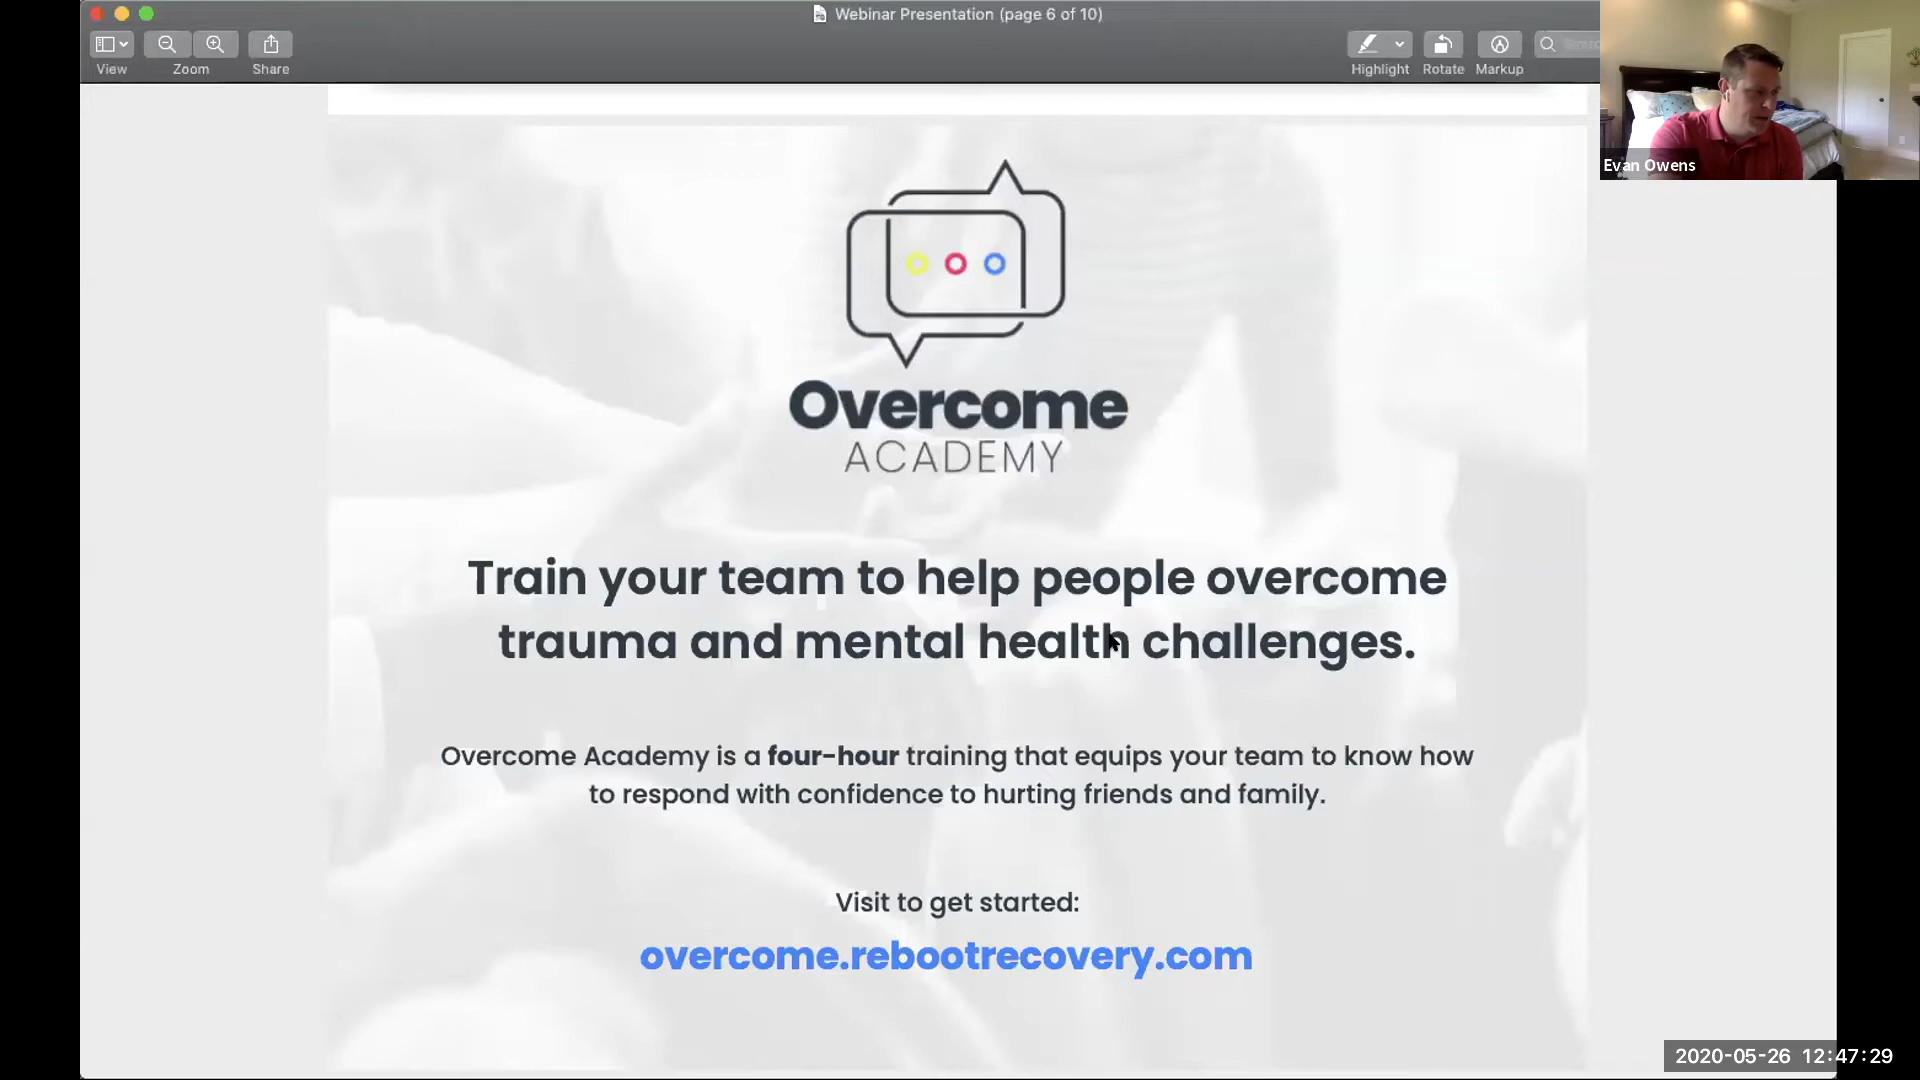 Webinar Presentation (page 6 of 10)
View
Zoom
Share
Highlight
Rotate
Markup
Evan Owens
Overcome
ACADEMY
Train your team to help people overcome
trauma and mental health challenges.
Overcome Academy is a four-hour training that equips your team to know how
to respond with confidence to hurting friends and family.
Visit to get started:
overcome.rebootrecovery.com
2020-05-26 12:47:29